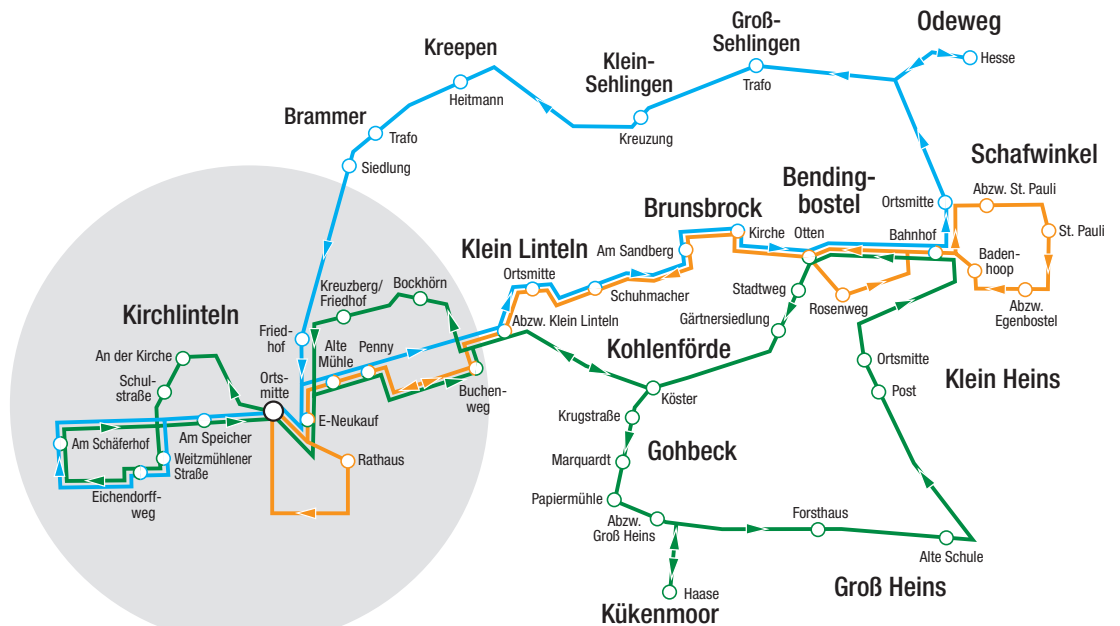 Odeweg
Hesse
Groß-
Sehlingen
Trafo
Klein-
Sehlingen
Kreuzung
Kreepen
Heitmann
Brammer
Trafo
Siedlung
Schafwinkel
Abzw. St. Pauli
St. Pauli
Ortsmitte
Baden-
hoop
Abzw.
Egenbostel
Bending-
bostel
Otten
Bahnhof
Rosenweg
Stadtweg
Gärtnersiedlung
Brunsbrock
Kirche
Am Sandberg
Schuhmacher
Klein Linteln
Ortsmitte
Abzw. Klein Linteln
Bockhörn
Kreuzberg/
Friedhof
Kirchlinteln
Fried-
hof
An der Kirche
Schul-
straße
Orts-
mitte
Alte
Mühle
Penny
Buchen-
weg
E-Neukauf
Rathaus
Am Speicher
Am Schäferhof
Weitzmühlener
Straße
Eichendorff-
weg
Kohlenförde
Köster
Krugstraße
Gohbeck
Marquardt
Papiermühle
Abzw.
Groß Heins
Forsthaus
Alte Schule
Groß Heins
Klein Heins
Ortsmitte
Post
Haase
Kükenmoor